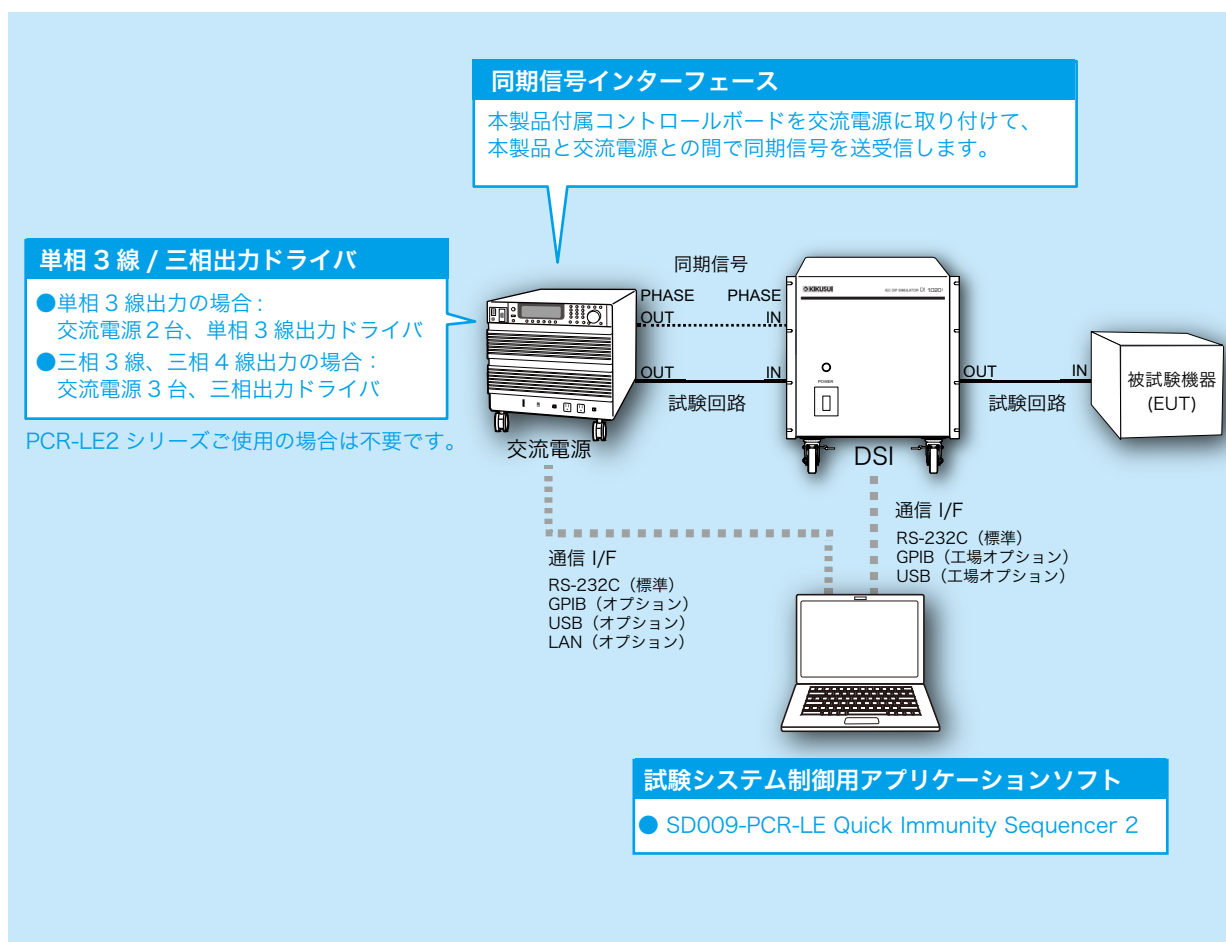 同期信号インターフェース
本製品付属コントロールボードを交流電源に取り付けて、
本製品と交流電源との間で同期信号を送受信します。
単相 3 線 / 三相出力ドライバ
●単相 3 線出力の場合：
交流電源 2 台、単相 3 線出力ドライバ
●三相 3 線、三相 4 線出力の場合：
交流電源 3 台、三相出力ドライバ
PCR-LE2 シリーズご使用の場合は不要です。
同期信号
PHASE PHASE
OUT IN
OUT IN
試験回路
交流電源
KIKUSUI
IEC DIP SIMULATOR DSI 1020
POWER
DSI
OUT IN
試験回路
被試験機器
(EUT)
通信 I/F
RS-232C（標準）
GPIB（オプション）
USB（オプション）
LAN（オプション）
通信 I/F
RS-232C（標準）
GPIB（工場オプション）
USB（工場オプション）
試験システム制御用アプリケーションソフト
● SD009-PCR-LE Quick Immunity Sequencer 2